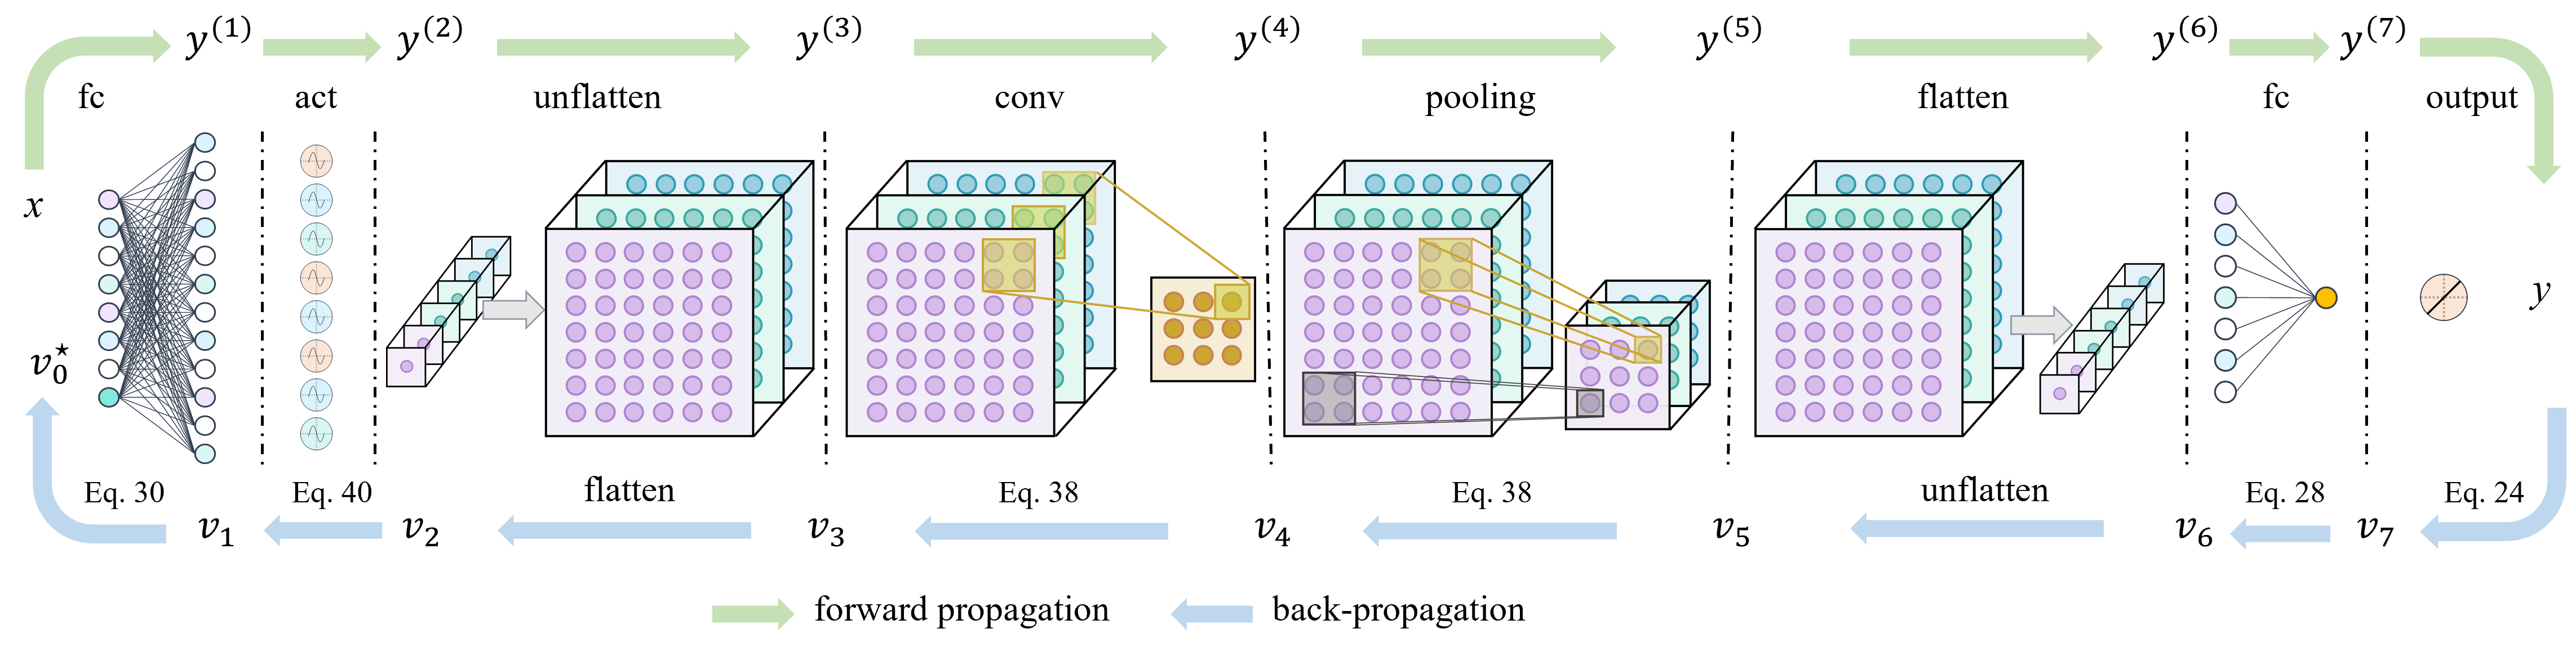 y^(1) y^(2) y^(3) y^(4) y^(5) y^(6) y^(7)
fc act unflatten conv pooling flatten fc output
x y
v_0^★
Eq. 30 Eq. 40 flatten Eq. 38 Eq. 38 unflatten Eq. 28 Eq. 24
v_1 v_2 v_3 v_4 v_5 v_6 v_7
forward propagation back-propagation